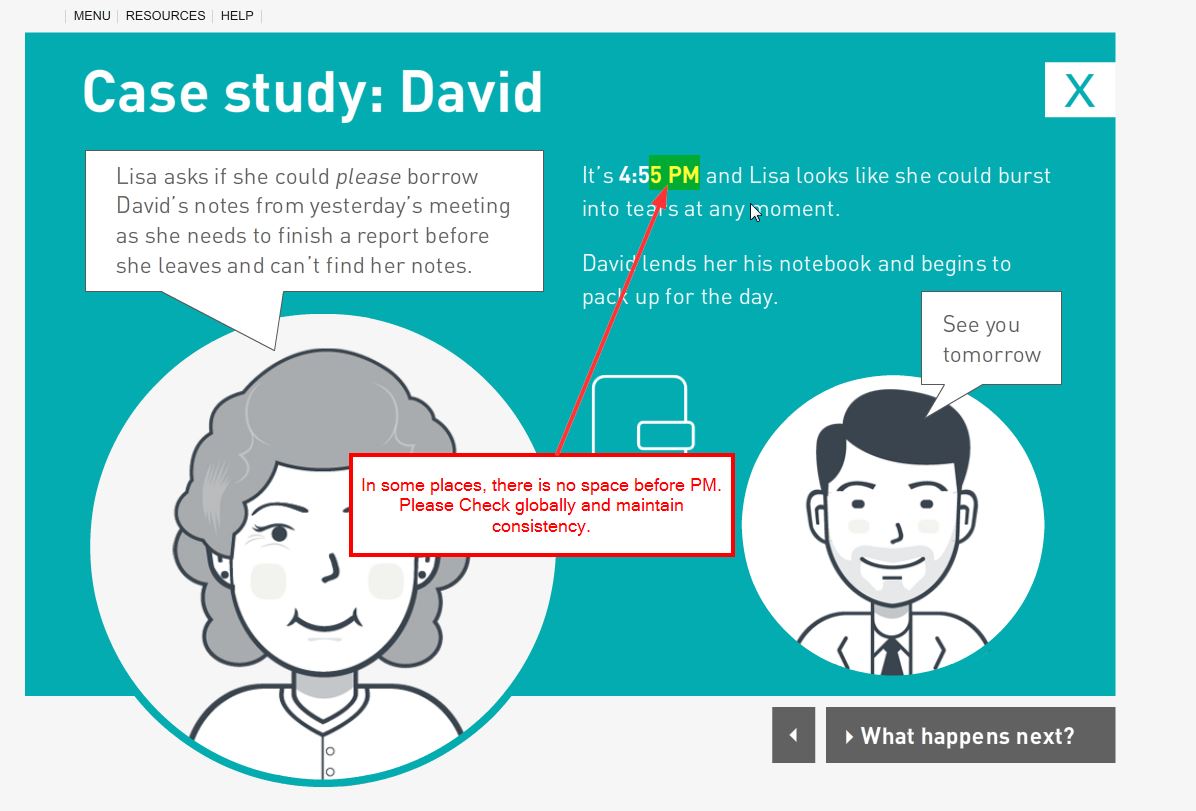 MENU RESOURCES HELP
Case study: David
X
Lisa asks if she could please borrow
David's notes from yesterday's meeting
as she needs to finish a report before
she leaves and can't find her notes.
It's 4:55 PM and Lisa looks like she could burst
into tears at any moment.
David lends her his notebook and begins to
pack up for the day.
See you
tomorrow
In some places, there is no space before PM.
Please Check globally and maintain
consistency.
What happens next?